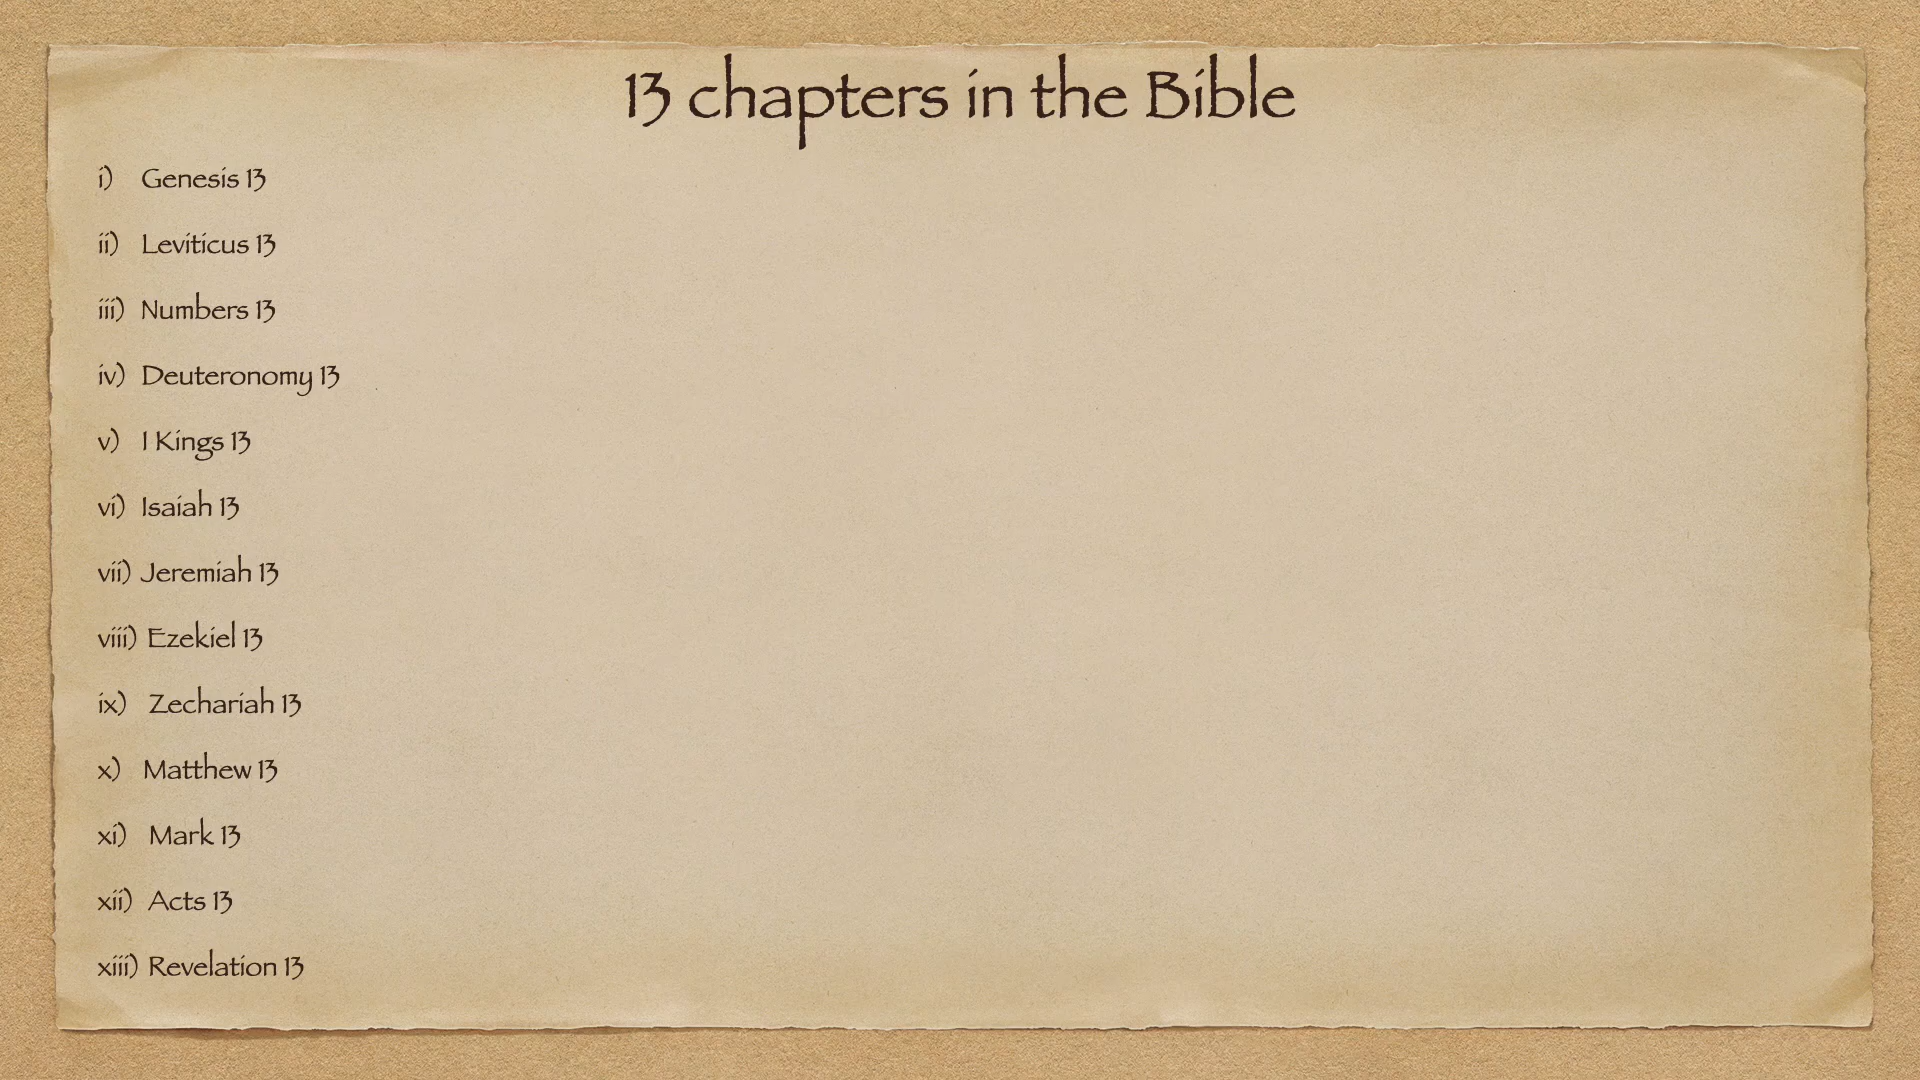 13 chapters in the Bible
i) Genesis 13
ii) Leviticus 13
iii) Numbers 13
iv) Deuteronomy 13
v) I Kings 13
vi) Isaiah 13
vii) Jeremiah 13
viii) Ezekiel 13
ix) Zechariah 13
x) Matthew 13
xi) Mark 13
xii) Acts 13
xiii) Revelation 13